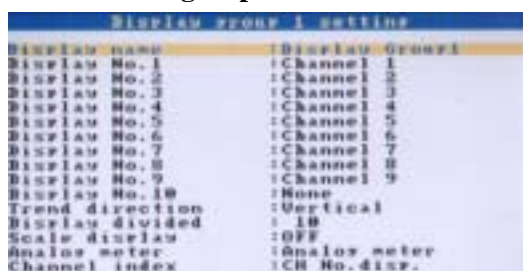 Display group 1 setting
Display name :Display Group1
Display No.1 :Channel 1
Display No.2 :Channel 2
Display No.3 :Channel 3
Display No.4 :Channel 4
Display No.5 :Channel 5
Display No.6 :Channel 6
Display No.7 :Channel 7
Display No.8 :Channel 8
Display No.9 :Channel 9
Display No.10 :None
Trend direction :Vertical
Display divided : 10
Scale display :OFF
Analog meter :Analog meter
Channel index :CH No.disp.